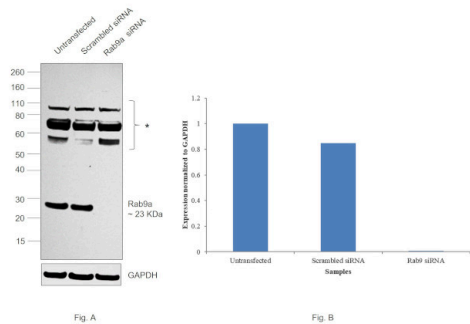 Untransfected
Scrambled siRNA
Rab9a siRNA
260
160
110
80
60
50
40
30
20
15
*
Rab9a
~ 23 KDa
GAPDH
Fig. A
Expression normalized to GAPDH
1.2
1
0.8
0.6
0.4
0.2
0
Untransfected
Scrambled siRNA
Rab9 siRNA
Samples
Fig. B